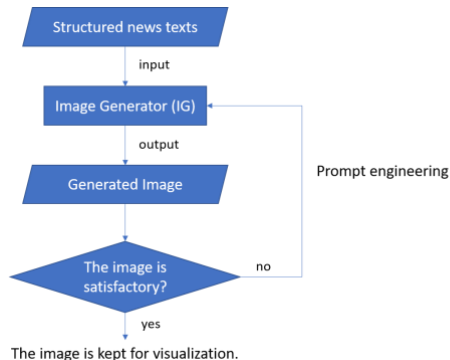 Structured news texts
input
Image Generator (IG)
output
Prompt engineering
Generated Image
The image is
satisfactory?
no
yes
The image is kept for visualization.